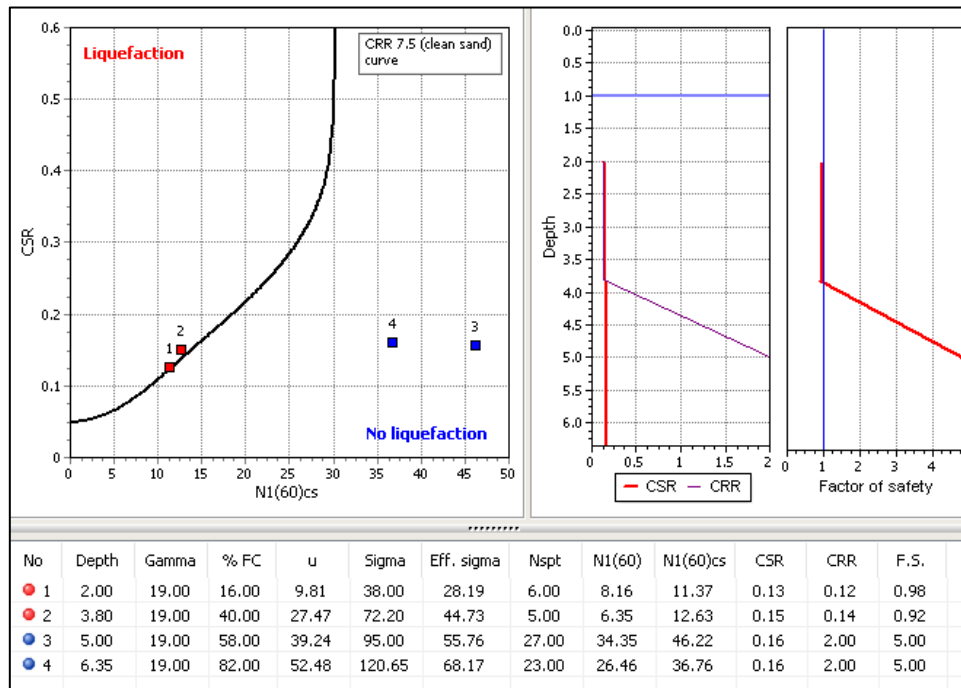 0.6
0.5
0.4
0.3
0.2
0.1
0
CSR
Liquefaction
CRR 7.5 (clean sand)
curve
1
2
4
3
No liquefaction
0 5 10 15 20 25 30 35 40 45 50
N1(60)cs
0.0
0.5
1.0
1.5
2.0
2.5
3.0
3.5
4.0
4.5
5.0
5.5
6.0
Depth
0 0.5 1 1.5 2
CSR CRR
0 1 2 3 4
Factor of safety
No Depth Gamma % FC u Sigma Eff. sigma Nspt N1(60) N1(60)cs CSR CRR F.S.
1 2.00 19.00 16.00 9.81 38.00 28.19 6.00 8.16 11.37 0.13 0.12 0.98
2 3.80 19.00 40.00 27.47 72.20 44.73 5.00 6.35 12.63 0.15 0.14 0.92
3 5.00 19.00 58.00 39.24 95.00 55.76 27.00 34.35 46.22 0.16 2.00 5.00
4 6.35 19.00 82.00 52.48 120.65 68.17 23.00 26.46 36.76 0.16 2.00 5.00